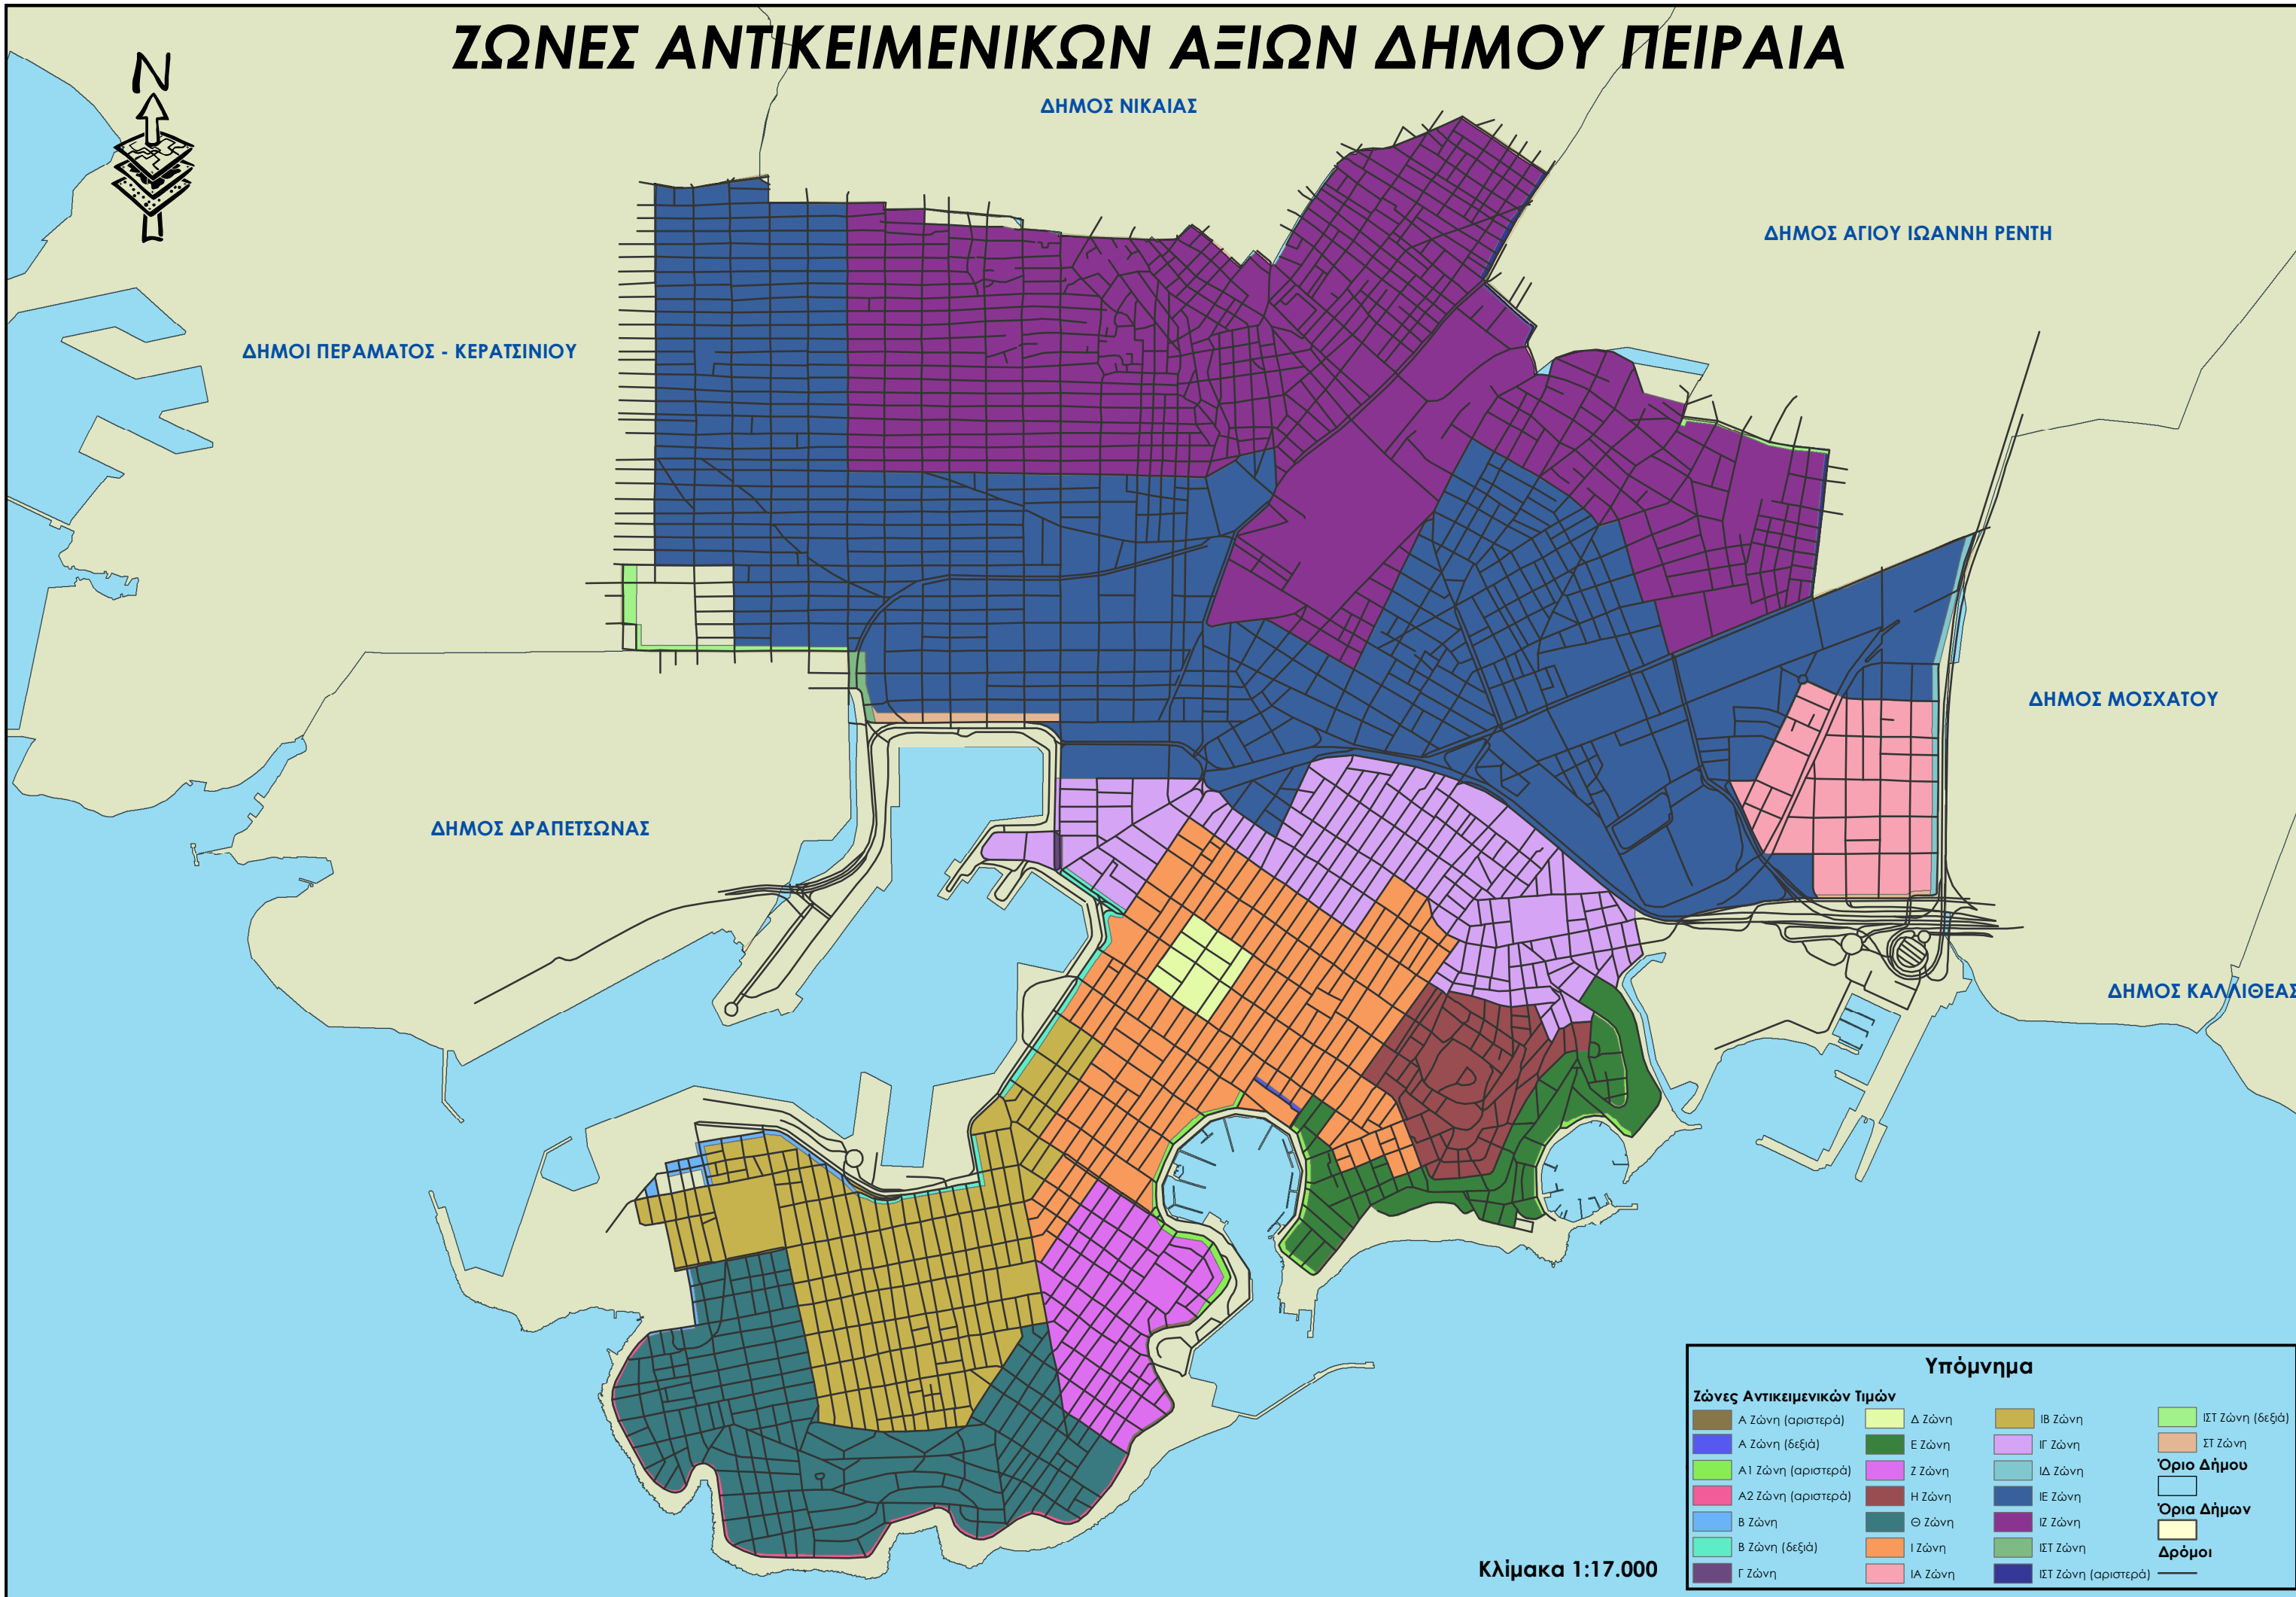 ΖΩΝΕΣ ΑΝΤΙΚΕΙΜΕΝΙΚΩΝ ΑΞΙΩΝ ΔΗΜΟΥ ΠΕΙΡΑΙΑ
N
ΔΗΜΟΣ ΝΙΚΑΙΑΣ
ΔΗΜΟΣ ΑΓΙΟΥ ΙΩΑΝΝΗ ΡΕΝΤΗ
ΔΗΜΟΙ ΠΕΡΑΜΑΤΟΣ - ΚΕΡΑΤΣΙΝΙΟΥ
ΔΗΜΟΣ ΜΟΣΧΑΤΟΥ
ΔΗΜΟΣ ΔΡΑΠΕΤΣΩΝΑΣ
ΔΗΜΟΣ ΚΑΛΛΙΘΕΑΣ
Υπόμνημα
Ζώνες Αντικειμενικών Τιμών
Α Ζώνη (αριστερά)
Α Ζώνη (δεξιά)
Α1 Ζώνη (αριστερά)
Α2 Ζώνη (αριστερά)
Β Ζώνη
Β Ζώνη (δεξιά)
Γ Ζώνη
Δ Ζώνη
Ε Ζώνη
Ζ Ζώνη
Η Ζώνη
Θ Ζώνη
Ι Ζώνη
ΙΑ Ζώνη
ΙΒ Ζώνη
ΙΓ Ζώνη
ΙΔ Ζώνη
ΙΕ Ζώνη
ΙΖ Ζώνη
ΙΣΤ Ζώνη
ΙΣΤ Ζώνη (αριστερά)
ΙΣΤ Ζώνη (δεξιά)
ΣΤ Ζώνη
Όριο Δήμου
Όρια Δήμων
Δρόμοι
Κλίμακα 1:17.000